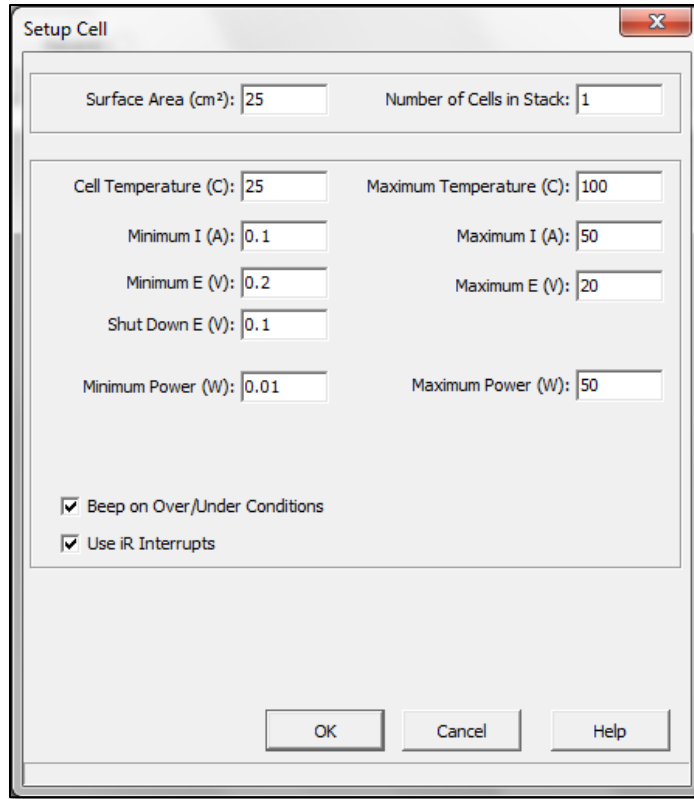 Setup Cell
Surface Area (cm²): 25 Number of Cells in Stack: 1
Cell Temperature (C): 25 Maximum Temperature (C): 100
Minimum I (A): 0.1 Maximum I (A): 50
Minimum E (V): 0.2 Maximum E (V): 20
Shut Down E (V): 0.1
Minimum Power (W): 0.01 Maximum Power (W): 50
Beep on Over/Under Conditions
Use iR Interrupts
OK Cancel Help